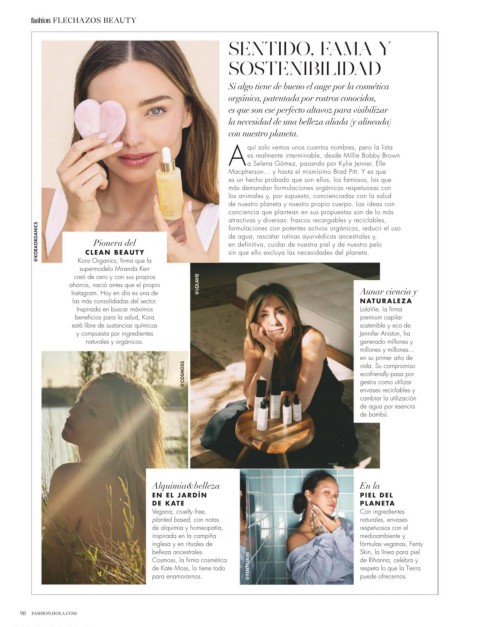 fashion FLECHAZOS BEAUTY
SENTIDO, FAMA Y
SOSTENIBILIDAD
Si algo tiene de bueno el auge por la cosmética
orgánica, patentada por rostros conocidos,
es que son ese perfecto altavoz para visibilizar
la necesidad de una belleza aliada (y alineada)
con nuestro planeta.
Aquí solo vemos unos cuantos nombres, pero la lista
es realmente interminable, desde Millie Bobby Brown
a Selena Gómez, pasando por Kylie Jenner, Elle
Macpherson... y hasta el mismísimo Brad Pitt. Y es que
es un hecho probado que son ellos, los famosos, los que
más demandan formulaciones orgánicas respetuosas con
los animales y, por supuesto, concienciadas con la salud
de nuestro planeta y nuestro propio cuerpo. Las ideas con
conciencia que plantean en sus propuestas son de lo más
atractivas y diversas: frascos recargables y reciclables,
formulaciones con potentes activos orgánicos, reducir el uso
de agua, rescatar rutinas ayurvédicas ancestrales y,
en definitiva, cuidar de nuestra piel y de nuestro pelo
sin que ello excluya las necesidades del planeta.
@KORAORGANICS
Pionera del
CLEAN BEAUTY
Kora Organics, firma que la
supermodelo Miranda Kerr
creó de cero y con sus propios
ahorros, nació antes que el propio
Instagram. Hoy en día es una de
las más consolidadas del sector.
Inspirada en buscar máximos
beneficios para la salud, Kora
está libre de sustancias químicas
y compuesta por ingredientes
naturales y orgánicos.
@LOLAVIE
Aunar ciencia y
NATURALEZA
LolaVie, la firma
premium capilar
sostenible y eco de
Jennifer Aniston, ha
generado millones y
millones y millones...
en su primer año de
vida. Su compromiso
ecofriendly pasa por
gestos como utilizar
envases reciclables y
cambiar la utilización
de agua por esencia
de bambú.
@COSMOSS
Alquimia&belleza
EN EL JARDÍN
DE KATE
Vegana, cruelty free,
planted based, con notas
de alquimia y homeopatía,
inspirada en la campiña
inglesa y en rituales de
belleza ancestrales.
Cosmoss, la firma cosmética
de Kate Moss, lo tiene todo
para enamorarnos.
@FENTYSKIN
En la
PIEL DEL
PLANETA
Con ingredientes
naturales, envases
respetuosos con el
medioambiente y
fórmulas veganas, Fenty
Skin, la línea para piel
de Rihanna, celebra y
respeta lo que la Tierra
puede ofrecernos.
96 FASHION.HOLA.COM